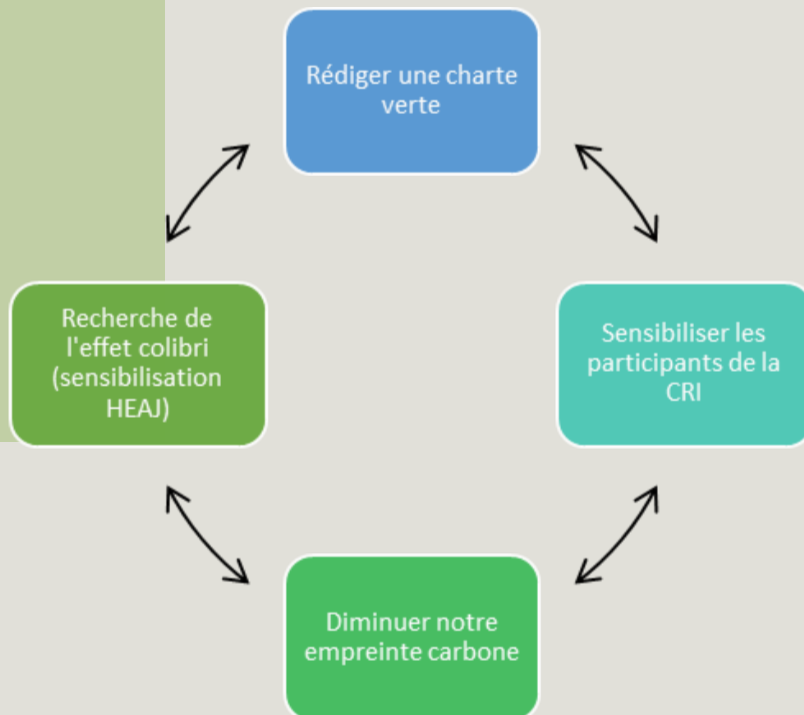 Rédiger une charte
verte
Recherche de
l'effet colibri
(sensibilisation
HEAJ)
Sensibiliser les
participants de la
CRI
Diminuer notre
empreinte carbone